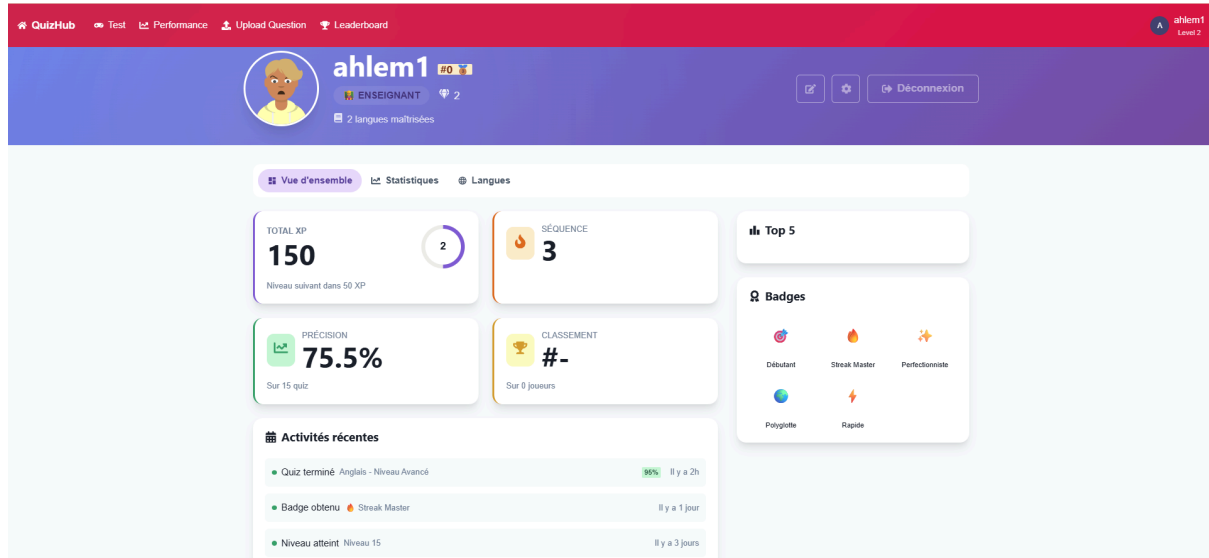 QuizHub Test Performance Upload Question Leaderboard
A ahlem1
Level 2
ahlem1 #0
ENSEIGNANT 2
2 langues maîtrisées
Déconnexion
Vue d'ensemble Statistiques Langues
TOTAL XP
150
2
Niveau suivant dans 50 XP
SÉQUENCE
3
PRÉCISION
75.5%
Sur 15 quiz
CLASSEMENT
#-
Sur 0 joueurs
Activités récentes
Quiz terminé Anglais - Niveau Avancé 95% Il y a 2h
Badge obtenu Streak Master Il y a 1 jour
Niveau atteint Niveau 15 Il y a 3 jours
Top 5
Badges
Débutant Streak Master Perfectionniste
Polyglotte Rapide